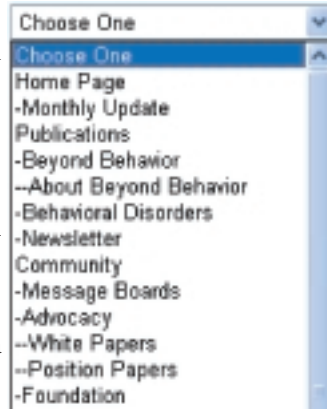 Choose One
Choose One
Home Page
-Monthly Update
Publications
-Beyond Behavior
--About Beyond Behavior
-Behavioral Disorders
-Newsletter
Community
-Message Boards
-Advocacy
--White Papers
--Position Papers
-Foundation